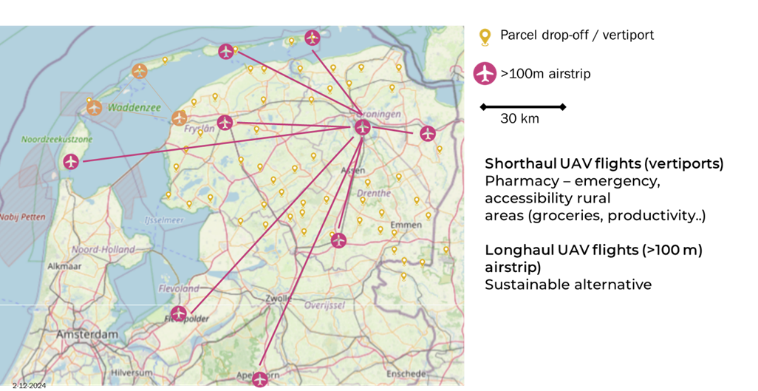 Parcel drop-off / vertiport
>100m airstrip
30 km
Shorthaul UAV flights (vertiports)
Pharmacy – emergency,
accessibility rural
areas (groceries, productivity..)
Longhaul UAV flights (>100 m)
airstrip)
Sustainable alternative
Waddenzee
Noordzeekustzone
Fryslân
Groningen
Assen
Drenthe
Nabij Petten
IJsselmeer
Emmen
Noord-Holland
Alkmaar
Flevoland
Zwolle
Overijssel
Amsterdam
Hilversum
Enschede
2-12-2024